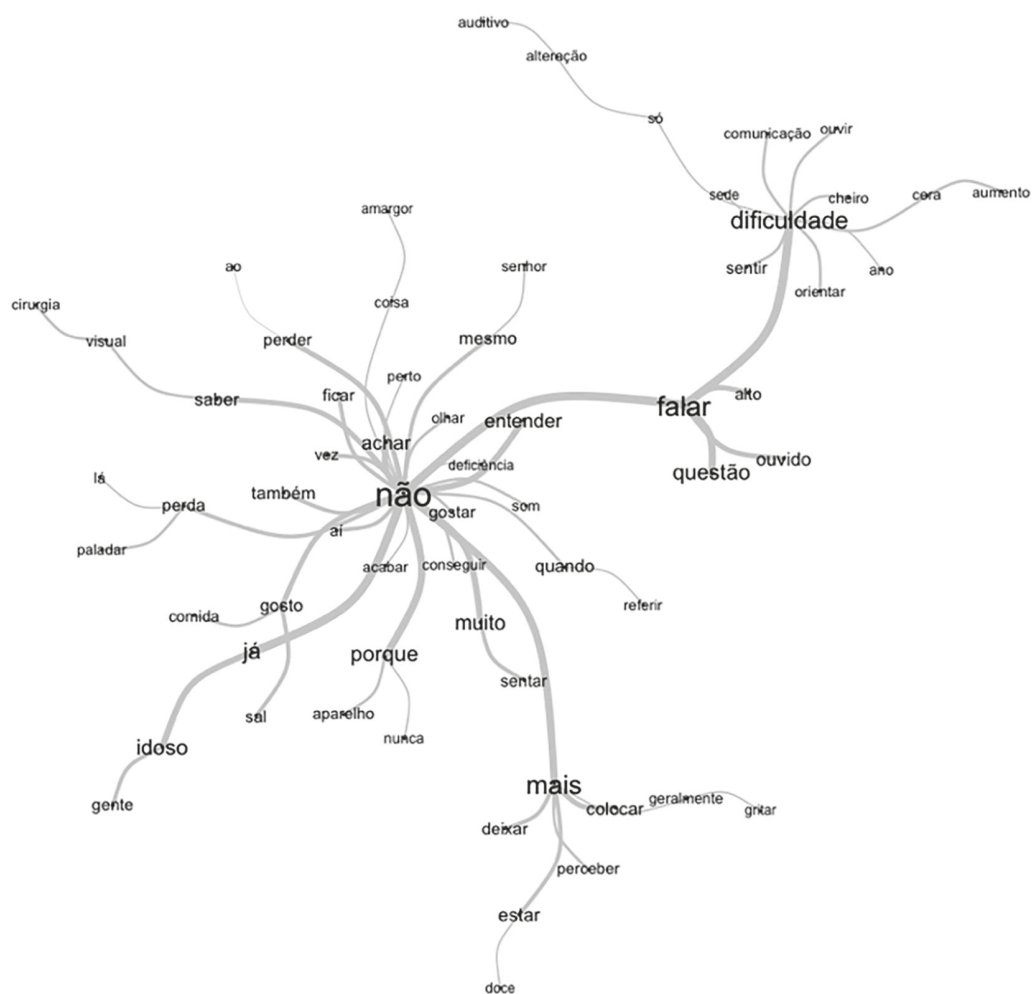 auditivo
alteração
só
comunicação
ouvir
sede
cheiro
cera
aumento
amargor
dificuldade
ao
senhor
sentir
ano
orientar
cirurgia
coisa
visual
perder
mesmo
perto
saber
ficar
alto
falar
olhar
entender
achar
vez
deficiência
ouvido
questão
lá
também
não
perda
gostar
som
aí
paladar
acabar
conseguir
quando
comida
gosto
referir
muito
já
porque
sentar
sal
aparelho
nunca
idoso
mais
gente
colocar
geralmente
gritar
deixar
perceber
estar
doce